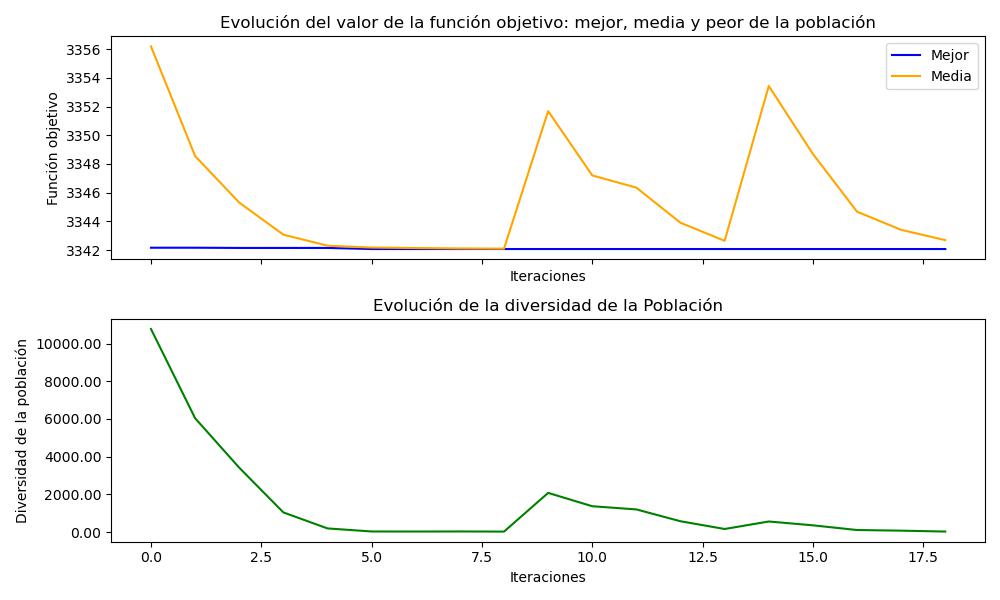 Evolución del valor de la función objetivo: mejor, media y peor de la población
Función objetivo
3356
3354
3352
3350
3348
3346
3344
3342
Mejor
Media
Iteraciones
Evolución de la diversidad de la Población
Diversidad de la población
10000.00
8000.00
6000.00
4000.00
2000.00
0.00
0.0 2.5 5.0 7.5 10.0 12.5 15.0 17.5
Iteraciones